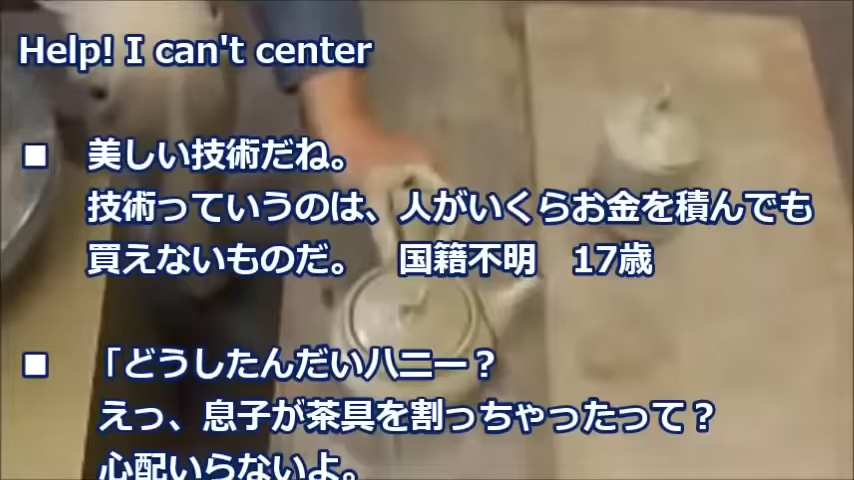 Help! I can't center
■ 美しい技術だね。
技術っていうのは、人がいくらお金を積んでも
買えないものだ。 国籍不明 17歳
■ 「どうしたんだいハニー？
えっ、息子が茶具を割っちゃったって？
心配いらないよ。